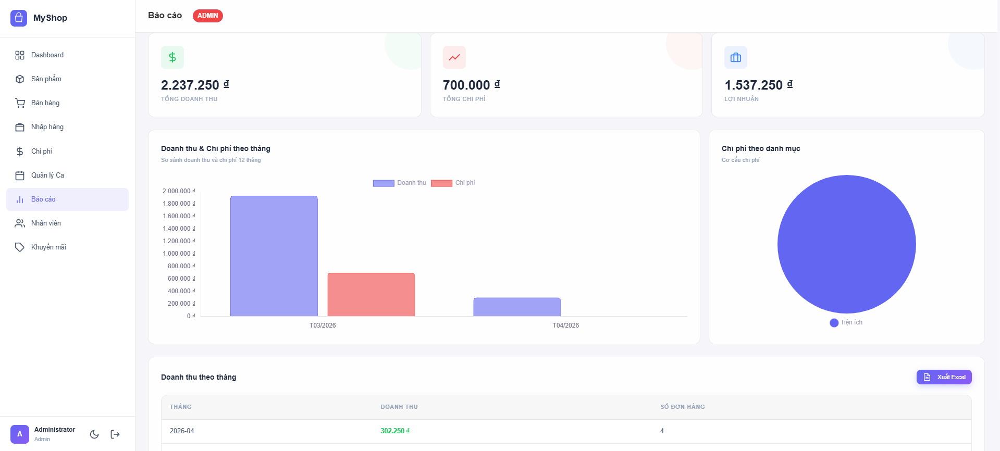 MyShop
Dashboard
Sản phẩm
Bán hàng
Nhập hàng
Chi phí
Quản lý Ca
Báo cáo
Nhân viên
Khuyến mãi
A
Administrator
Admin
Báo cáo ADMIN
2.237.250 ₫
TỔNG DOANH THU
700.000 ₫
TỔNG CHI PHÍ
1.537.250 ₫
LỢI NHUẬN
Doanh thu & Chi phí theo tháng
So sánh doanh thu và chi phí 12 tháng
Doanh thu Chi phí
2.000.000 ₫
1.800.000 ₫
1.600.000 ₫
1.400.000 ₫
1.200.000 ₫
1.000.000 ₫
800.000 ₫
600.000 ₫
400.000 ₫
200.000 ₫
0 ₫
T03/2026 T04/2026
Chi phí theo danh mục
Cơ cấu chi phí
Tiện ích
Doanh thu theo tháng
Xuất Excel
THÁNG DOANH THU SỐ ĐƠN HÀNG
2026-04 302.250 ₫ 4